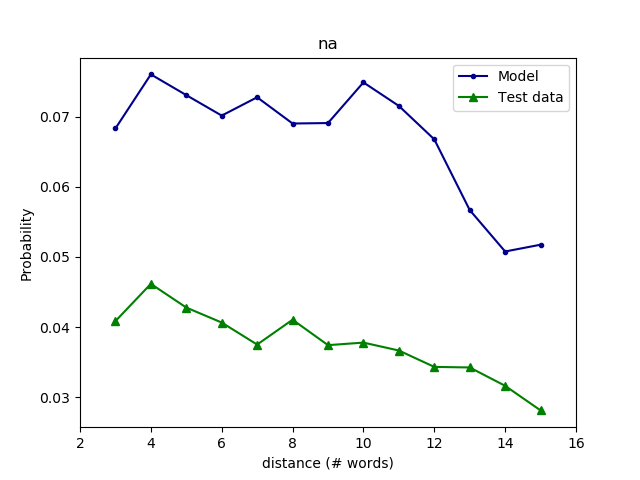 na
Model
Test data
0.07
0.06
0.05
0.04
0.03
Probability
2 4 6 8 10 12 14 16
distance (# words)